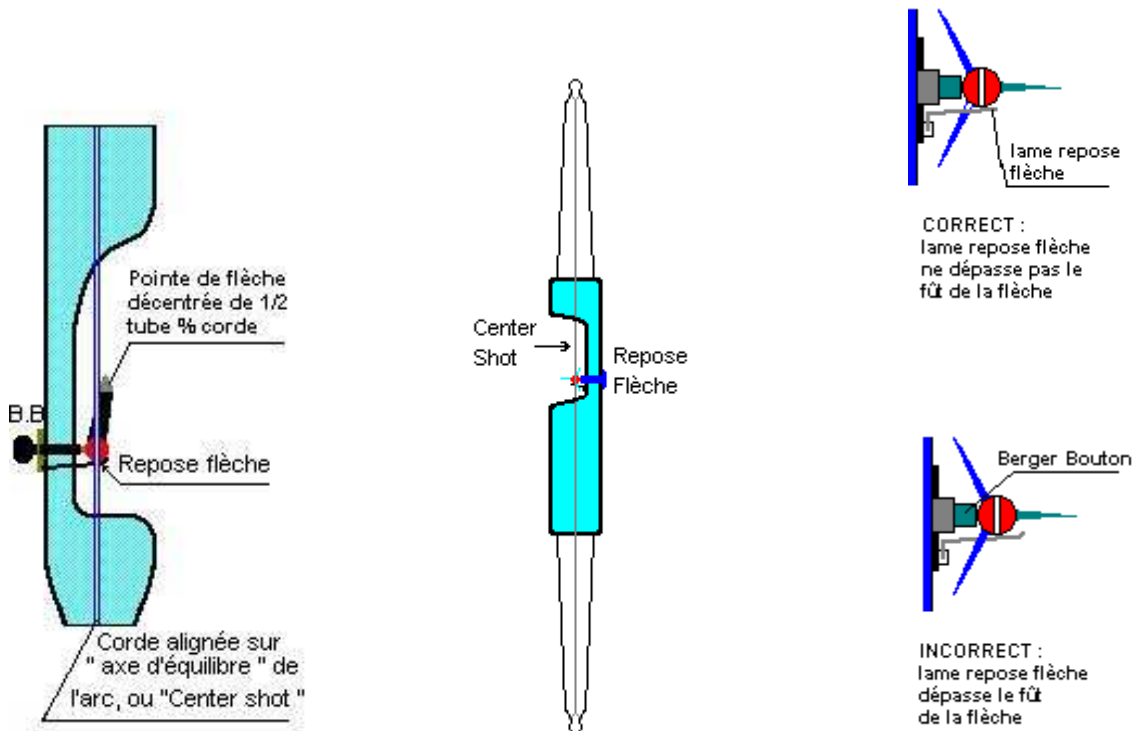 Pointe de flèche
décentrée de 1/2
tube % corde
B.B
Repose flèche
Corde alignée sur
" axe d'équilibre " de
l'arc, ou "Center shot "
Center
Shot
Repose
Flèche
lame repose
flèche
CORRECT :
lame repose flèche
ne dépasse pas le
fût de la flèche
Berger Bouton
INCORRECT :
lame repose flèche
dépasse le fût
de la flèche